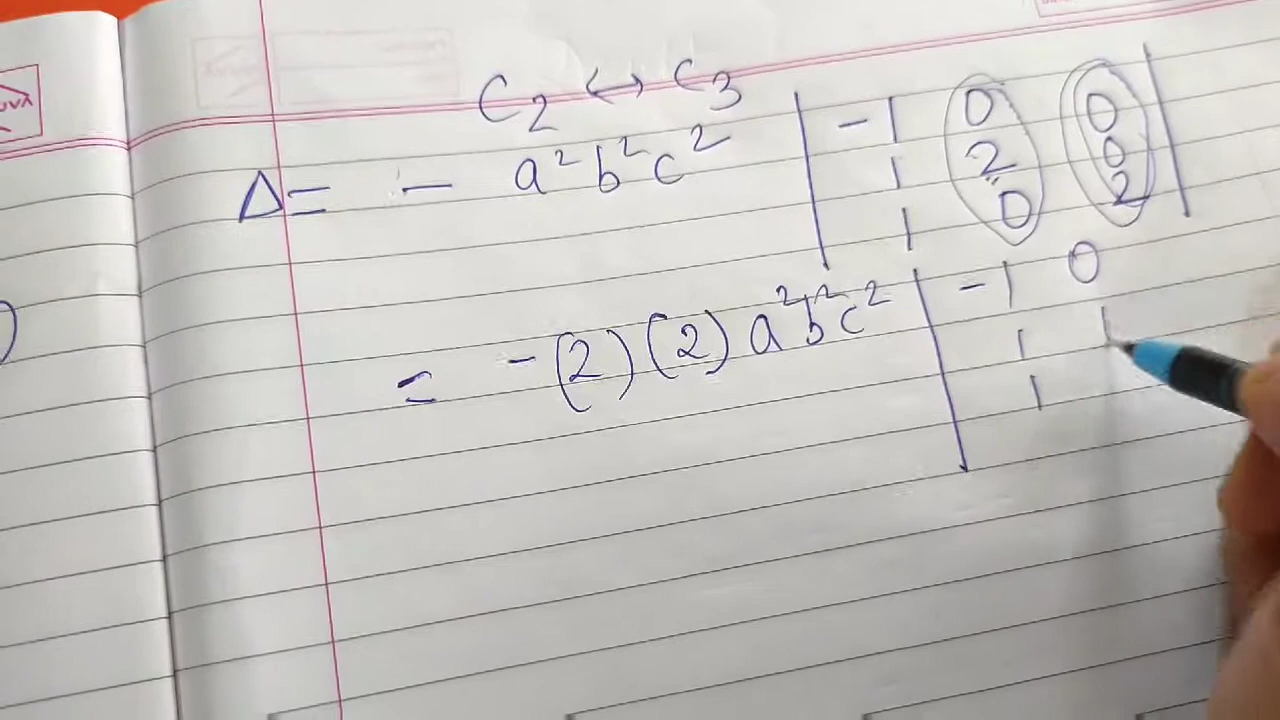 C₂ ↔ C₃
Δ = - a²b²c² | -1 0 0 |
| 1 2 0 |
| 1 0 2 |
= -(2)(2) a²b²c² | -1 0
1 1
1